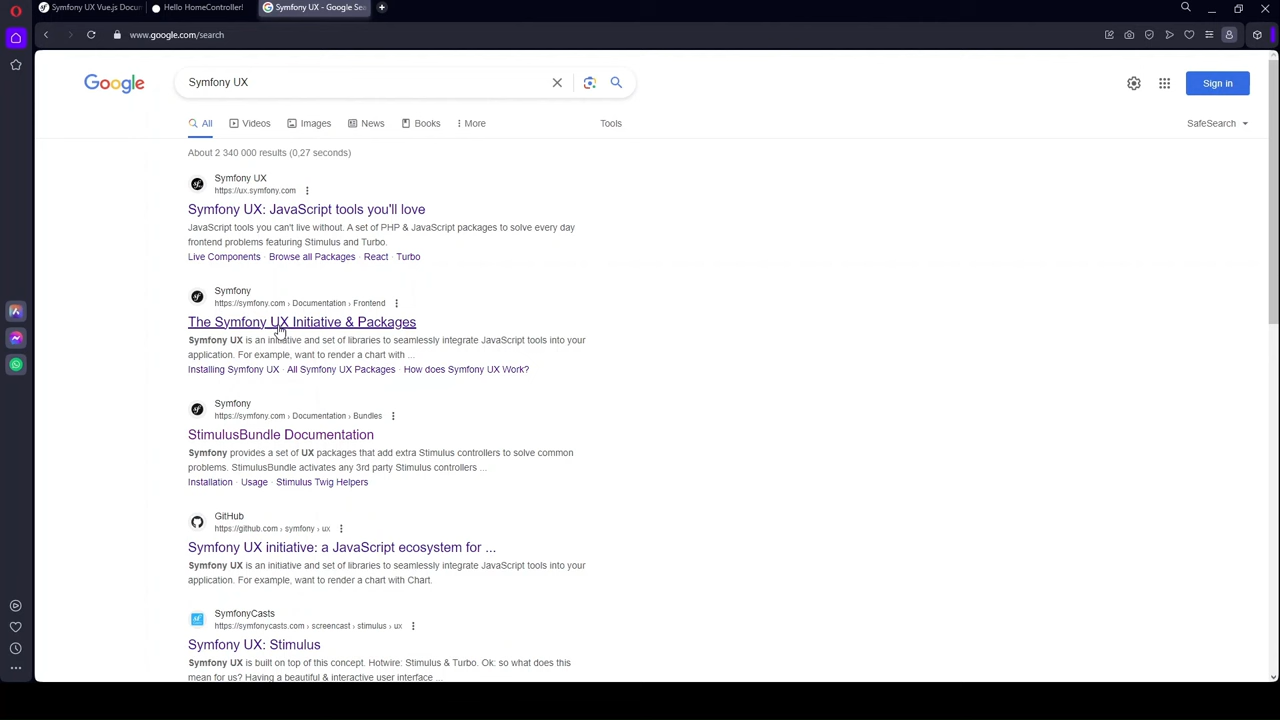 Symfony UX Vue.js Docum
Hello HomeController!
Symfony UX - Google Sea
www.google.com/search
Google
Symfony UX
Sign in
All
Videos
Images
News
Books
More
Tools
SafeSearch
About 2 340 000 results (0,27 seconds)
Symfony UX
https://ux.symfony.com
Symfony UX: JavaScript tools you'll love
JavaScript tools you can't live without. A set of PHP & JavaScript packages to solve every day
frontend problems featuring Stimulus and Turbo.
Live Components · Browse all Packages · React · Turbo
Symfony
https://symfony.com › Documentation › Frontend
The Symfony UX Initiative & Packages
Symfony UX is an initiative and set of libraries to seamlessly integrate JavaScript tools into your
application. For example, want to render a chart with ...
Installing Symfony UX · All Symfony UX Packages · How does Symfony UX Work?
Symfony
https://symfony.com › Documentation › Bundles
StimulusBundle Documentation
Symfony provides a set of UX packages that add extra Stimulus controllers to solve common
problems. StimulusBundle activates any 3rd party Stimulus controllers ...
Installation · Usage · Stimulus Twig Helpers
GitHub
https://github.com › symfony › ux
Symfony UX initiative: a JavaScript ecosystem for ...
Symfony UX is an initiative and set of libraries to seamlessly integrate JavaScript tools into your
application. For example, want to render a chart with Chart.
SymfonyCasts
https://symfonycasts.com › screencast › stimulus › ux
Symfony UX: Stimulus
Symfony UX is built on top of this concept. Hotwire: Stimulus & Turbo. Ok: so what does this
mean for us? Having a beautiful & interactive user interface ...